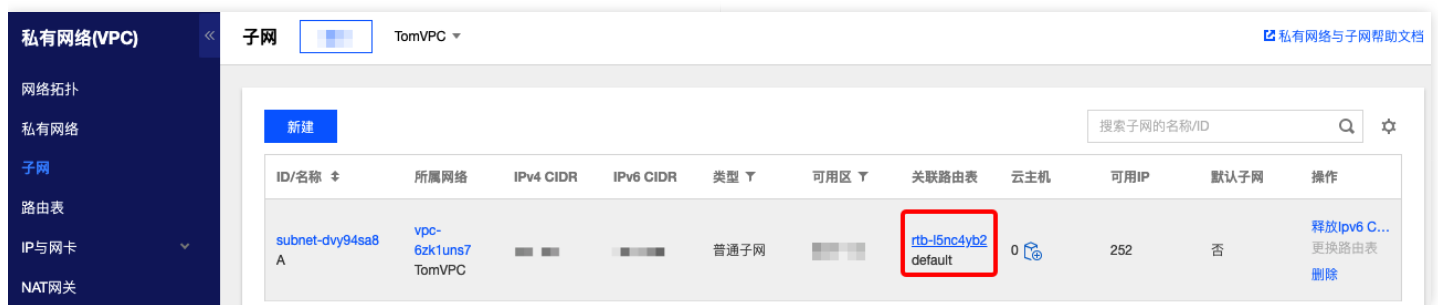 私有网络(VPC)
子网
TomVPC
私有网络与子网帮助文档
网络拓扑
私有网络
子网
路由表
IP与网卡
NAT网关
新建
搜索子网的名称/ID
ID/名称 所属网络 IPv4 CIDR IPv6 CIDR 类型 可用区 关联路由表 云主机 可用IP 默认子网 操作
subnet-dvy94sa8
A
vpc-
6zk1uns7
TomVPC
普通子网
rtb-l5nc4yb2
default
0
252
否
释放Ipv6 C...
更换路由表
删除